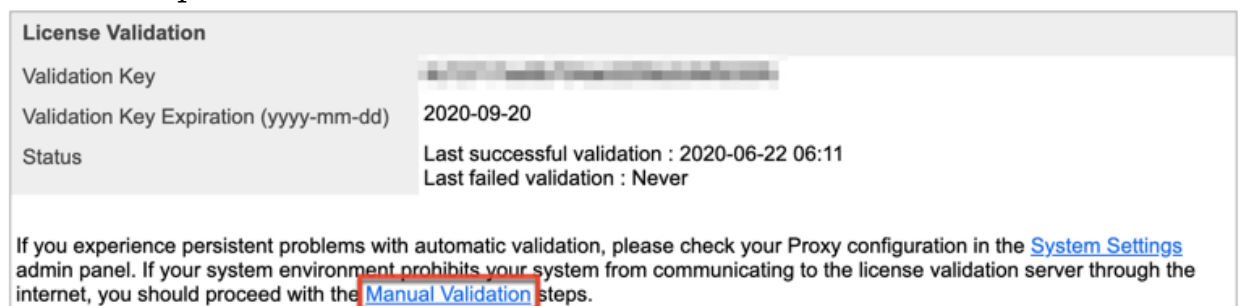 License Validation
Validation Key
Validation Key Expiration (yyyy-mm-dd) 2020-09-20
Status Last successful validation : 2020-06-22 06:11
Last failed validation : Never
If you experience persistent problems with automatic validation, please check your Proxy configuration in the System Settings
admin panel. If your system environment prohibits your system from communicating to the license validation server through the
internet, you should proceed with the Manual Validation steps.